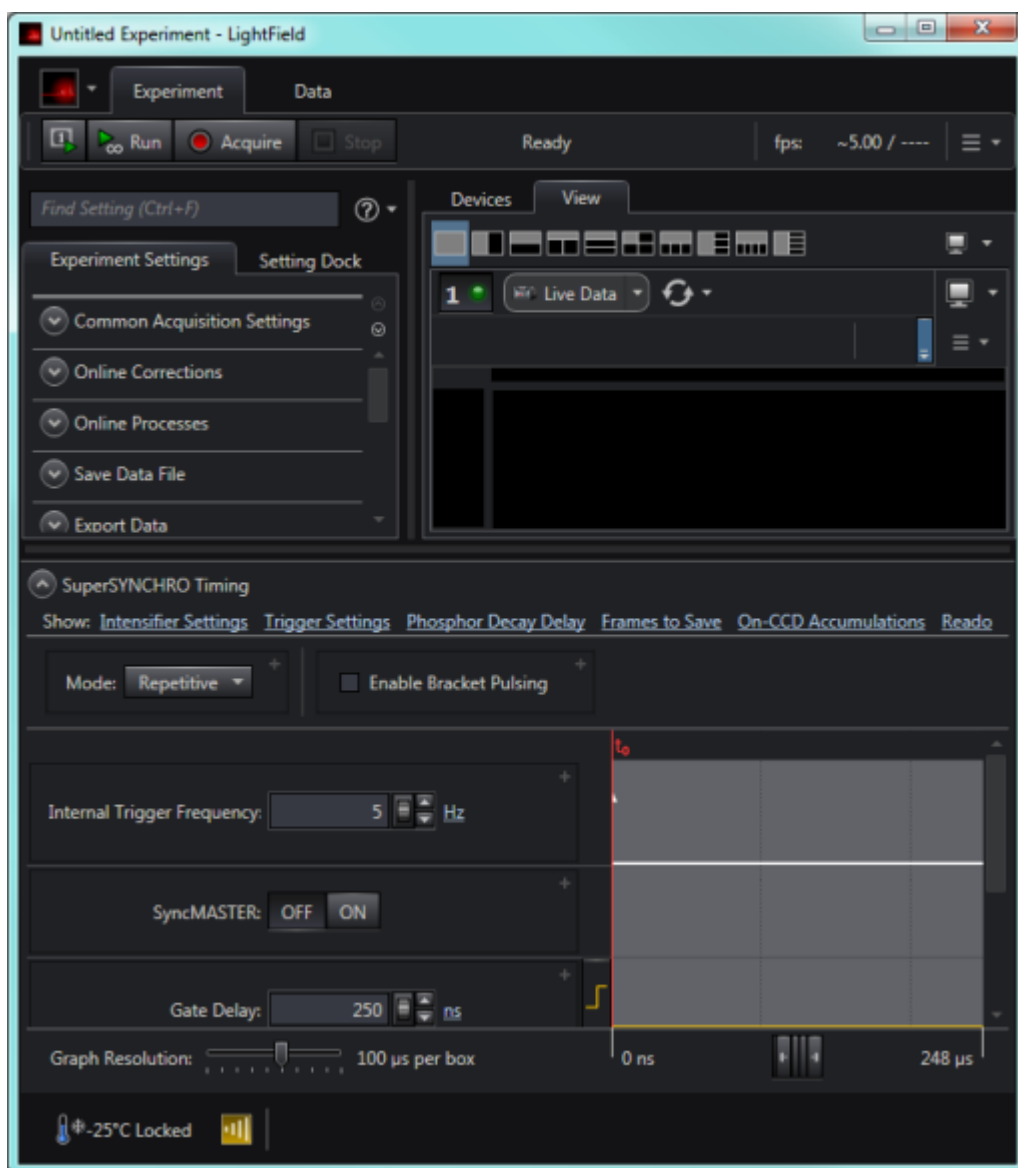 Untitled Experiment - LightField
Experiment Data
1 Run Acquire Stop Ready fps: ~5.00 / ----
Find Setting (Ctrl+F) ? Devices View
Experiment Settings Setting Dock
1 Live Data
Common Acquisition Settings
Online Corrections
Online Processes
Save Data File
Export Data
SuperSYNCHRO Timing
Show: Intensifier Settings Trigger Settings Phosphor Decay Delay Frames to Save On-CCD Accumulations Reado
Mode: Repetitive Enable Bracket Pulsing
t₀
Internal Trigger Frequency: 5 Hz
SyncMASTER: OFF ON
Gate Delay: 250 ns
Graph Resolution: 100 µs per box 0 ns 248 µs
-25°C Locked